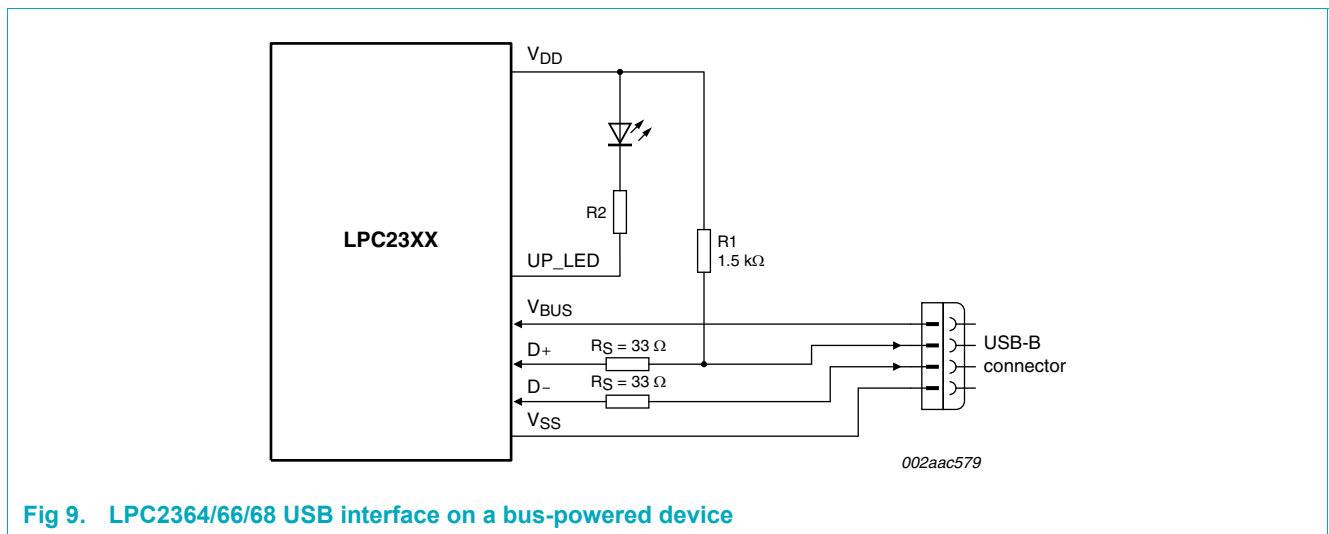 VDD
R2
LPC23XX
R1
1.5 kΩ
UP_LED
VBUS
D+ RS = 33 Ω
USB-B
connector
D− RS = 33 Ω
VSS
002aac579
Fig 9. LPC2364/66/68 USB interface on a bus-powered device